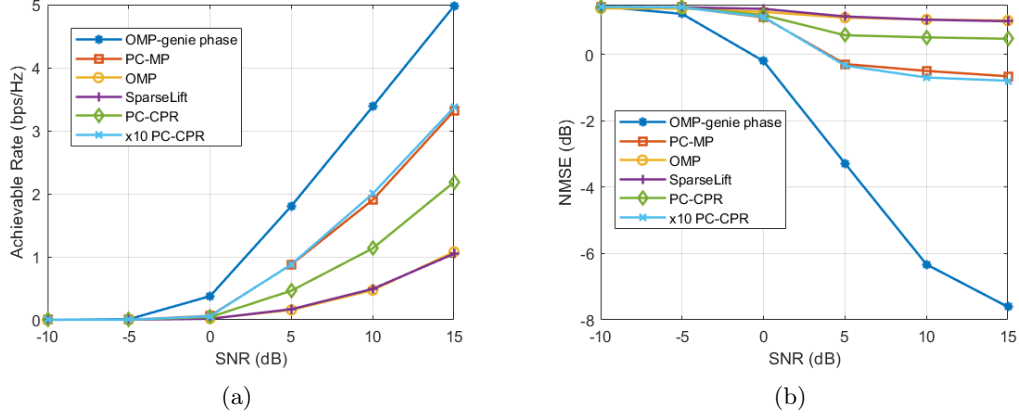 5
4
3
2
1
0
Achievable Rate (bps/Hz)
OMP-genie phase
PC-MP
OMP
SparseLift
PC-CPR
x10 PC-CPR
-10
-5
0
5
10
15
SNR (dB)
(a)
0
-2
-4
-6
-8
NMSE (dB)
OMP-genie phase
PC-MP
OMP
SparseLift
PC-CPR
x10 PC-CPR
-10
-5
0
5
10
15
SNR (dB)
(b)